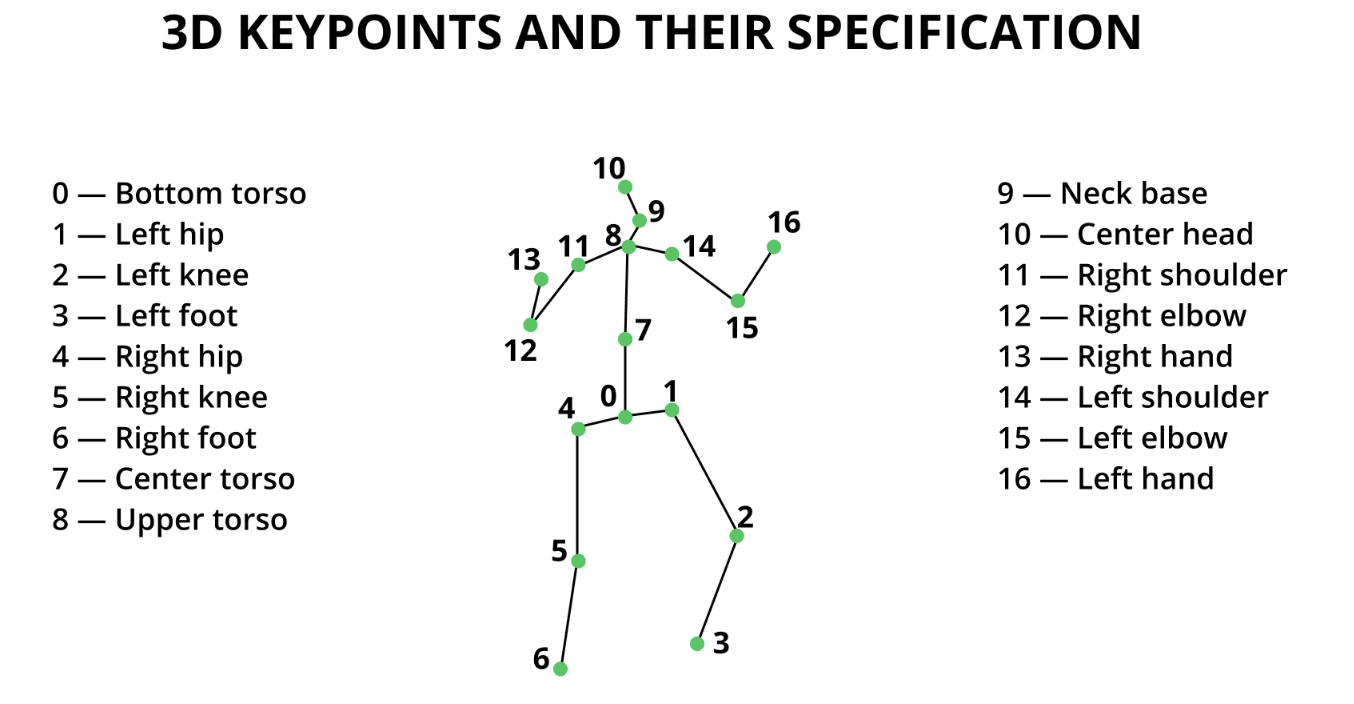 3D KEYPOINTS AND THEIR SPECIFICATION
0 — Bottom torso
1 — Left hip
2 — Left knee
3 — Left foot
4 — Right hip
5 — Right knee
6 — Right foot
7 — Center torso
8 — Upper torso
10
9
16
8
14
11
13
7
15
12
0
1
4
2
5
3
6
9 — Neck base
10 — Center head
11 — Right shoulder
12 — Right elbow
13 — Right hand
14 — Left shoulder
15 — Left elbow
16 — Left hand